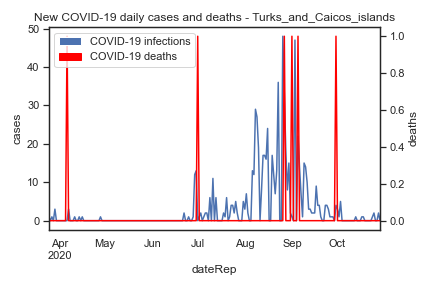 New COVID-19 daily cases and deaths - Turks_and_Caicos_islands
COVID-19 infections
COVID-19 deaths
50
40
30
20
10
0
cases
1.0
0.8
0.6
0.4
0.2
0.0
deaths
Apr May Jun Jul Aug Sep Oct
2020
dateRep